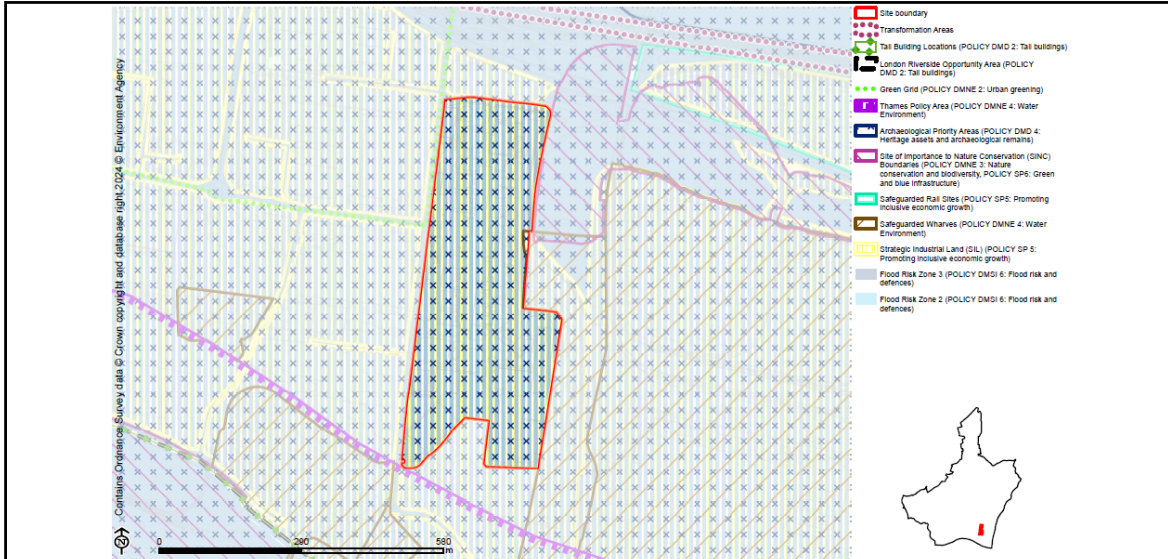 Contains Ordnance Survey data © Crown copyright and database right 2024 © Environment Agency
N
0 290 580
m
Site boundary
Transformation Areas
Tall Building Locations (POLICY DMD 2: Tall buildings)
London Riverside Opportunity Area (POLICY
DMD 2: Tall buildings)
Green Grid (POLICY DMNE 2: Urban greening)
Thames Policy Area (POLICY DMNE 4: Water
Environment)
Archaeological Priority Areas (POLICY DMD 4:
Heritage assets and archaeological remains)
Site of Importance to Nature Conservation (SINC)
Boundaries (POLICY DMNE 3: Nature
conservation and biodiversity, POLICY SP6: Green
and blue infrastructure)
Safeguarded Rail Sites (POLICY SP5: Promoting
inclusive economic growth)
Safeguarded Wharves (POLICY DMNE 4: Water
Environment)
Strategic Industrial Land (SIL) (POLICY SP 5:
Promoting inclusive economic growth)
Flood Risk Zone 3 (POLICY DMSI 6: Flood risk and
defences)
Flood Risk Zone 2 (POLICY DMSI 6: Flood risk and
defences)